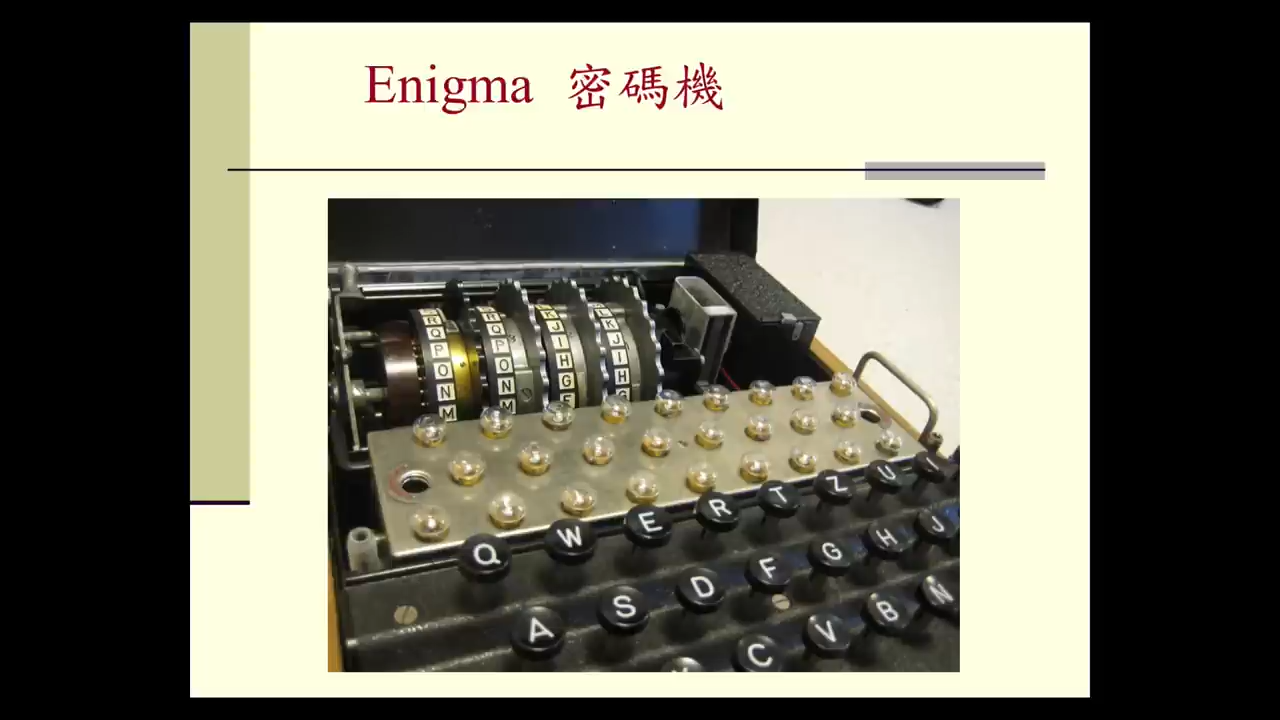 Enigma 密碼機
R Q P O N M
R Q P O N M
K J I H G F
L K J I H G
Q W E R T Z U I
A S D F G H J
C V B N